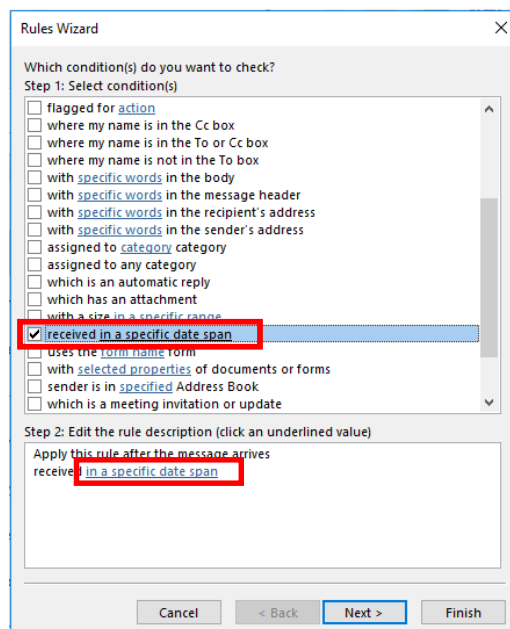 Rules Wizard
Which condition(s) do you want to check?
Step 1: Select condition(s)
flagged for action
where my name is in the Cc box
where my name is in the To or Cc box
where my name is not in the To box
with specific words in the body
with specific words in the message header
with specific words in the recipient's address
with specific words in the sender's address
assigned to category category
assigned to any category
which is an automatic reply
which has an attachment
with a size in a specific range
received in a specific date span
uses the form name form
with selected properties of documents or forms
sender is in specified Address Book
which is a meeting invitation or update
Step 2: Edit the rule description (click an underlined value)
Apply this rule after the message arrives
received in a specific date span
Cancel < Back Next > Finish